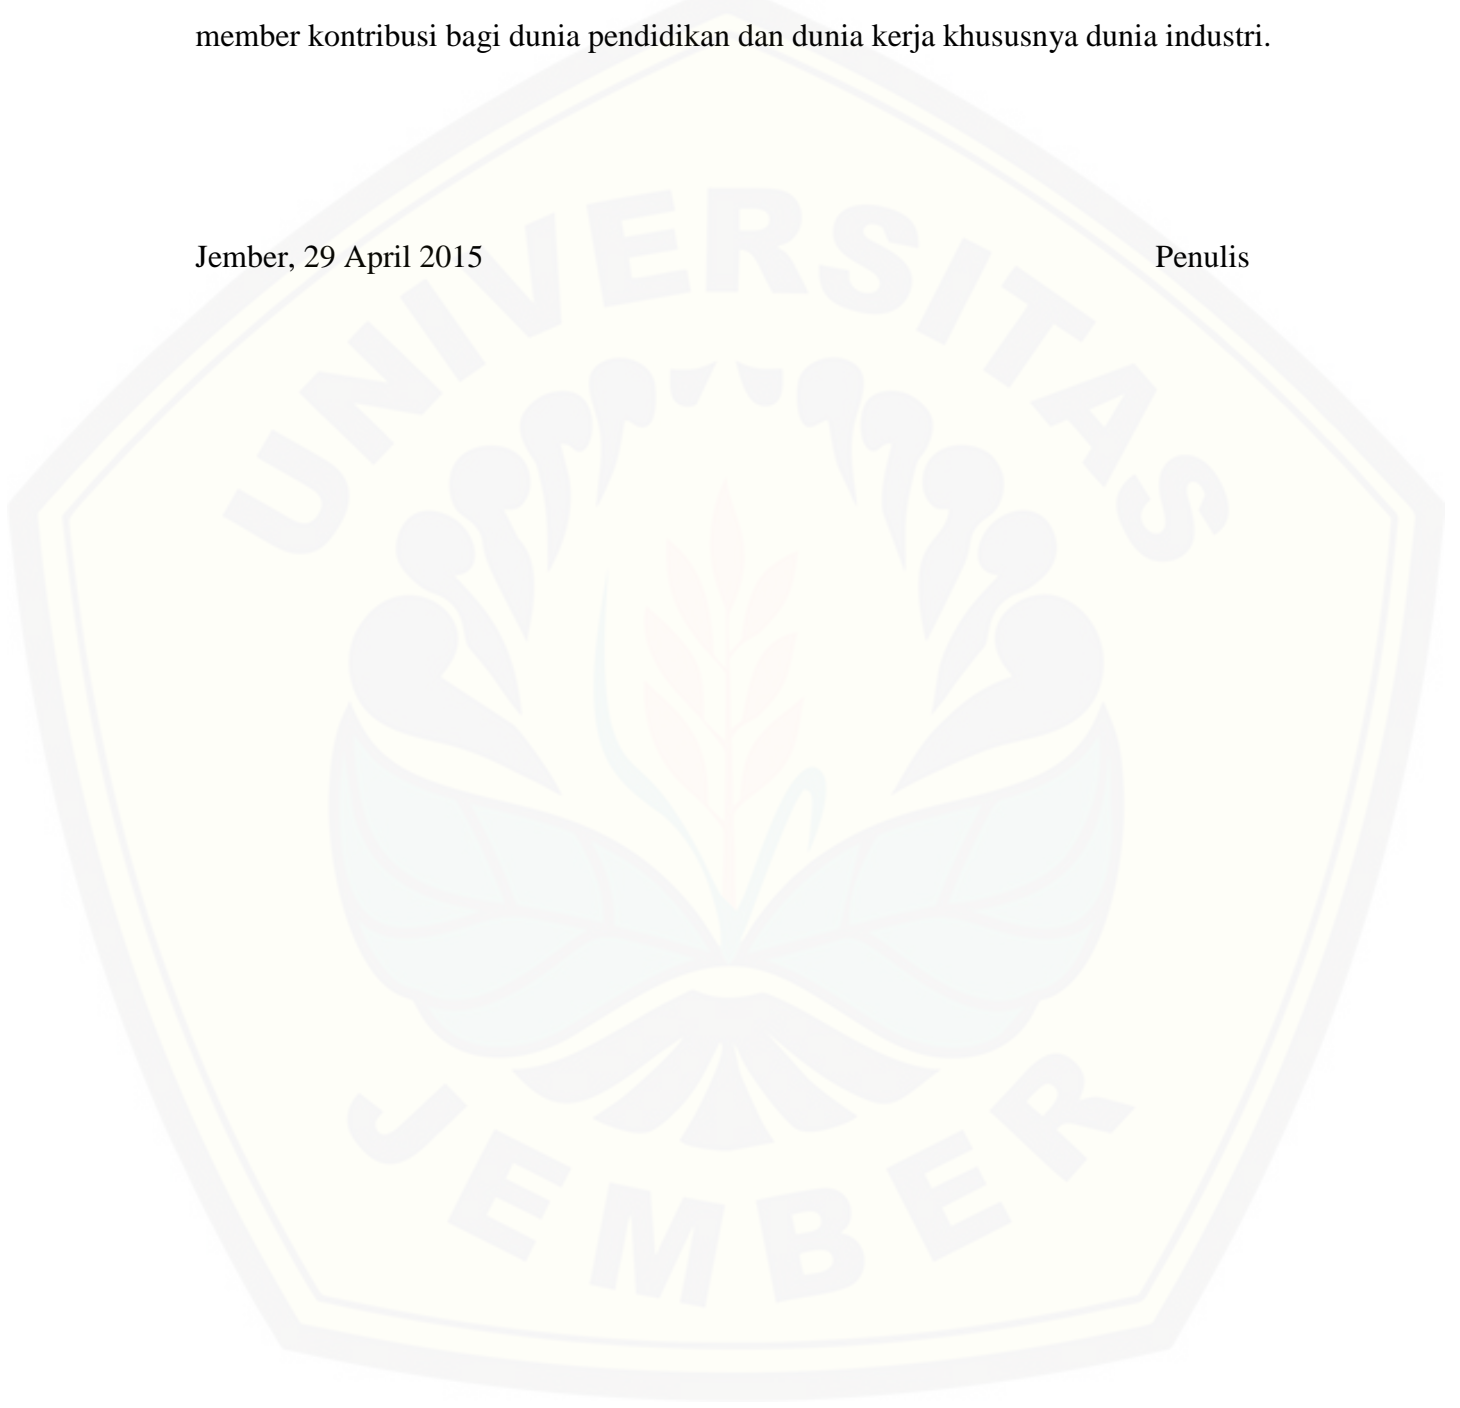 member kontribusi bagi dunia pendidikan dan dunia kerja khususnya dunia industri.
Jember, 29 April 2015 Penulis
UNIVERSITAS
JEMBER